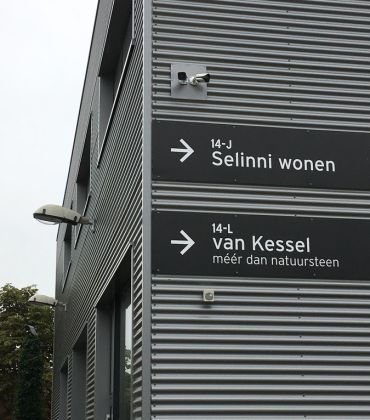 14-J
→ Selinni wonen
14-L
→ van Kessel
méér dan natuursteen